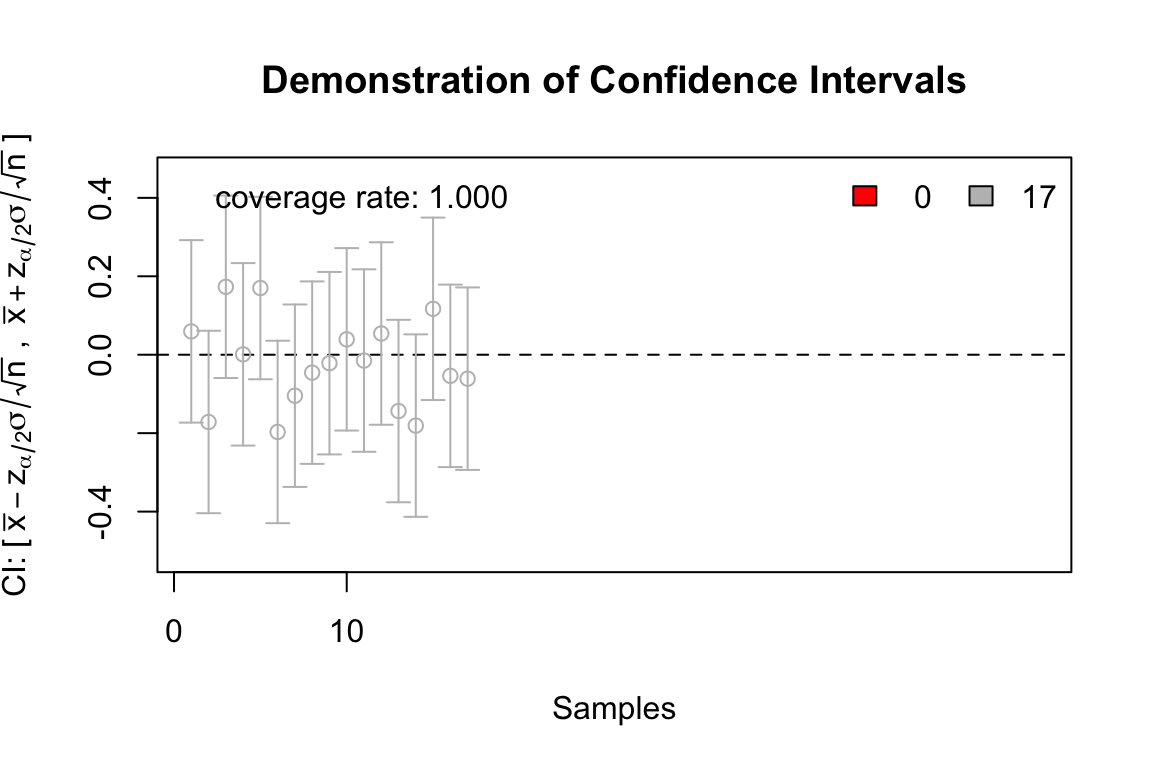 Demonstration of Confidence Intervals
coverage rate: 1.000
0
17
CI: [ x̅ − zα/2σ/√n , x̅ + zα/2σ/√n ]
0.4
0.2
0.0
-0.4
0
10
Samples